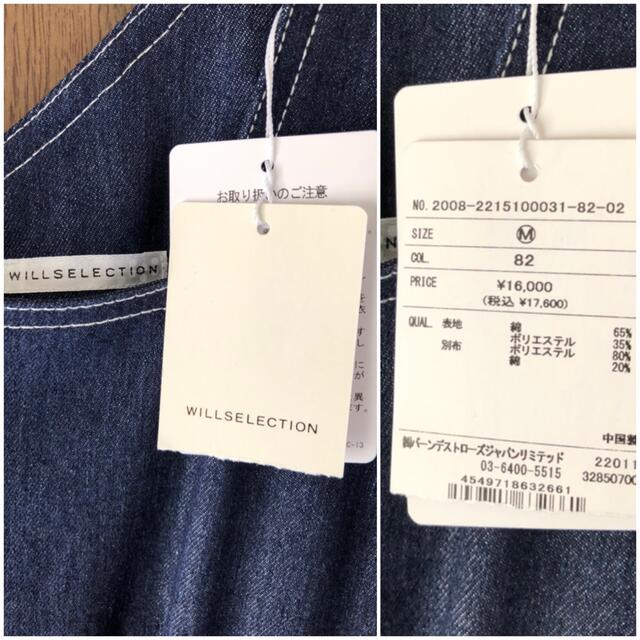 お取り扱いのご注意
WILLSELECTION
WILLSELECTION
C-13
NO. 2008-2215100031-82-02
SIZE M
COL. 82
PRICE ¥16,000
(税込 ¥17,600)
QUAL. 表地 綿 65%
ポリエステル 35%
別布 ポリエステル 80%
綿 20%
中国製
㈱バーンデストローズジャパンリミテッド
03-6400-5515
22011
4549718632661
32850700